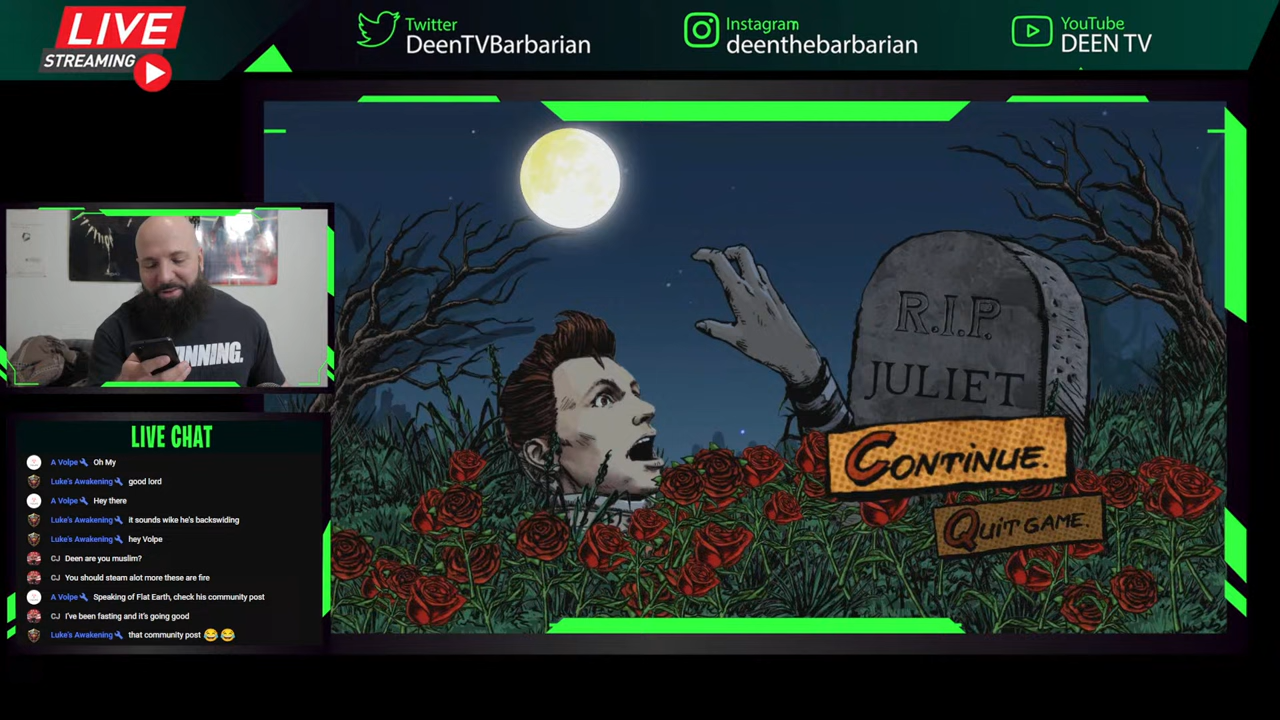 LIVE
STREAMING
Twitter
DeenTVBarbarian
Instagram
deenthebarbarian
YouTube
DEEN TV
NNING.
R.I.P.
JULIET
CONTINUE.
QUIT GAME.
LIVE CHAT
A Volpe Oh My
Luke's Awakening good lord
A Volpe Hey there
Luke's Awakening it sounds wike he's backswiding
Luke's Awakening hey Volpe
CJ Deen are you muslim?
CJ You should steam alot more these are fire
A Volpe Speaking of Flat Earth, check his community post
CJ I've been fasting and it's going good
Luke's Awakening that community post 😂😂